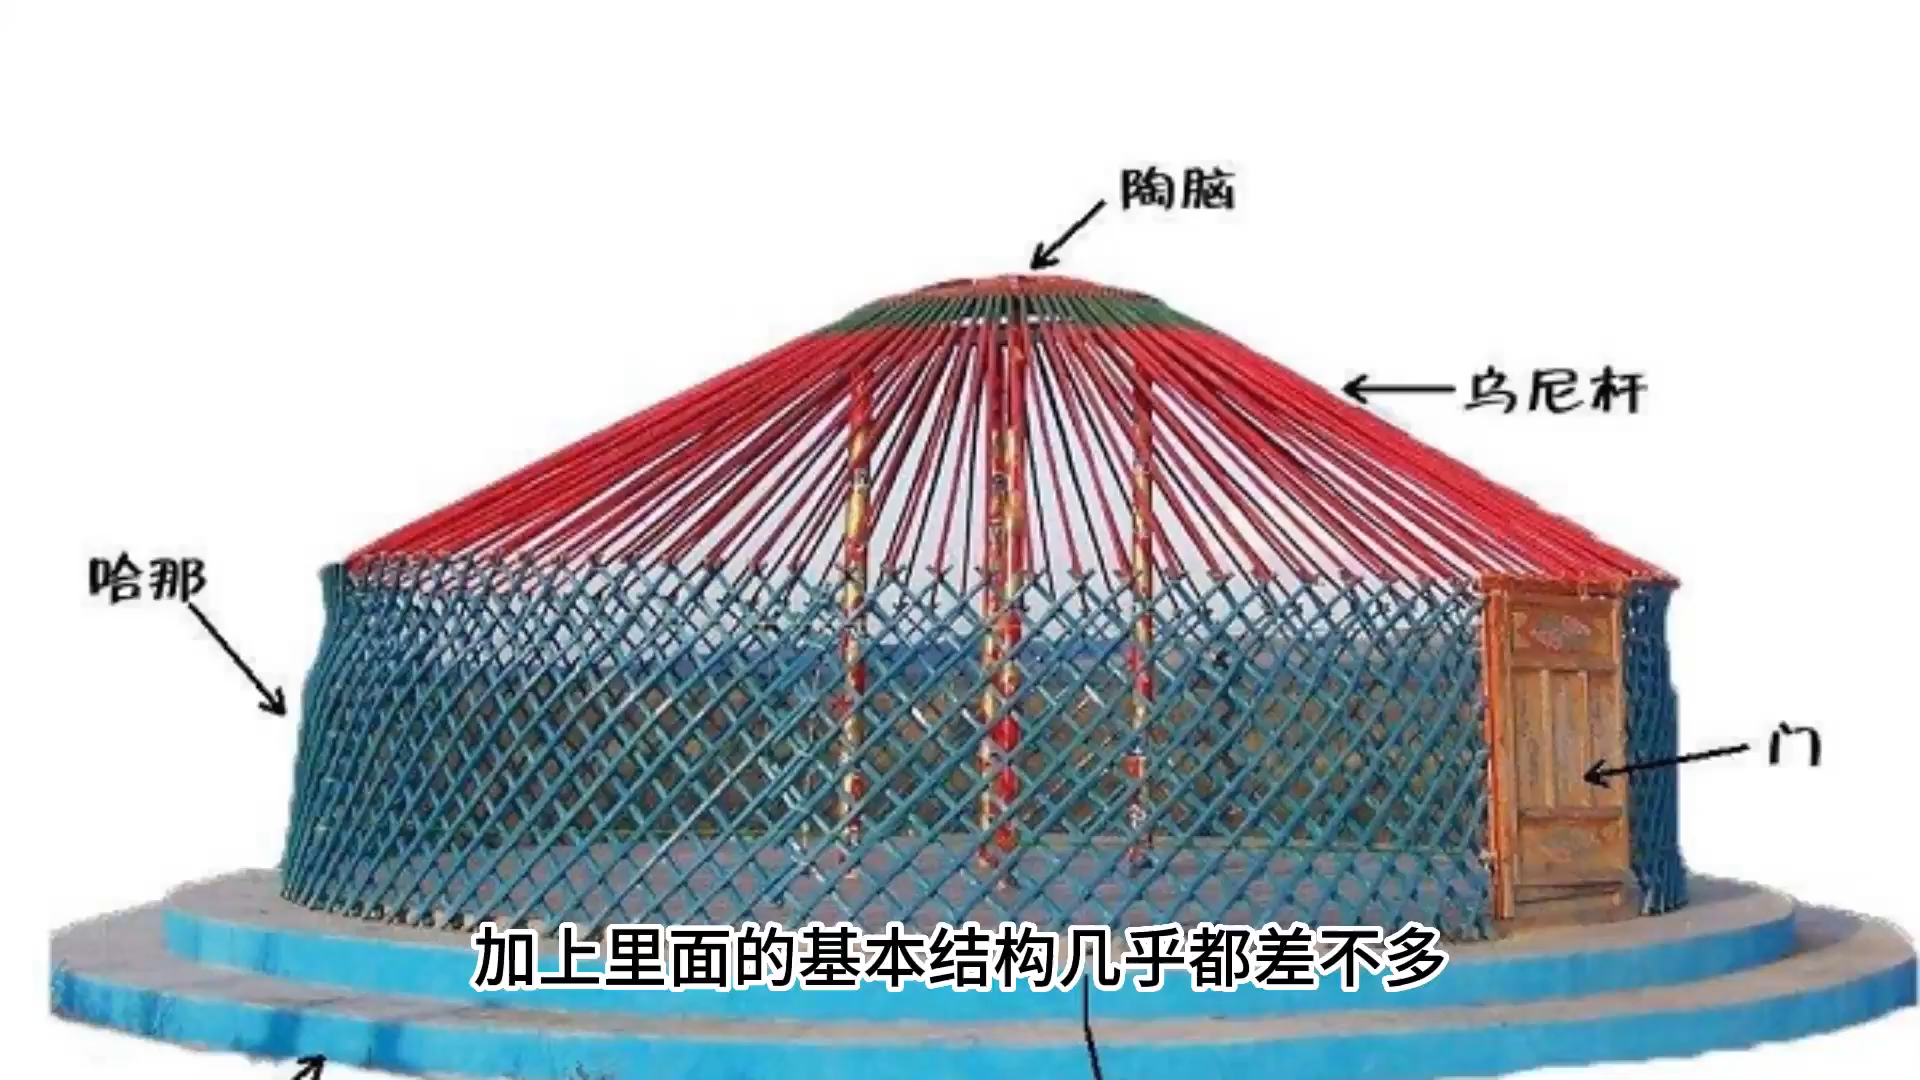 陶脑
乌尼杆
哈那
门
加上里面的基本结构几乎都差不多